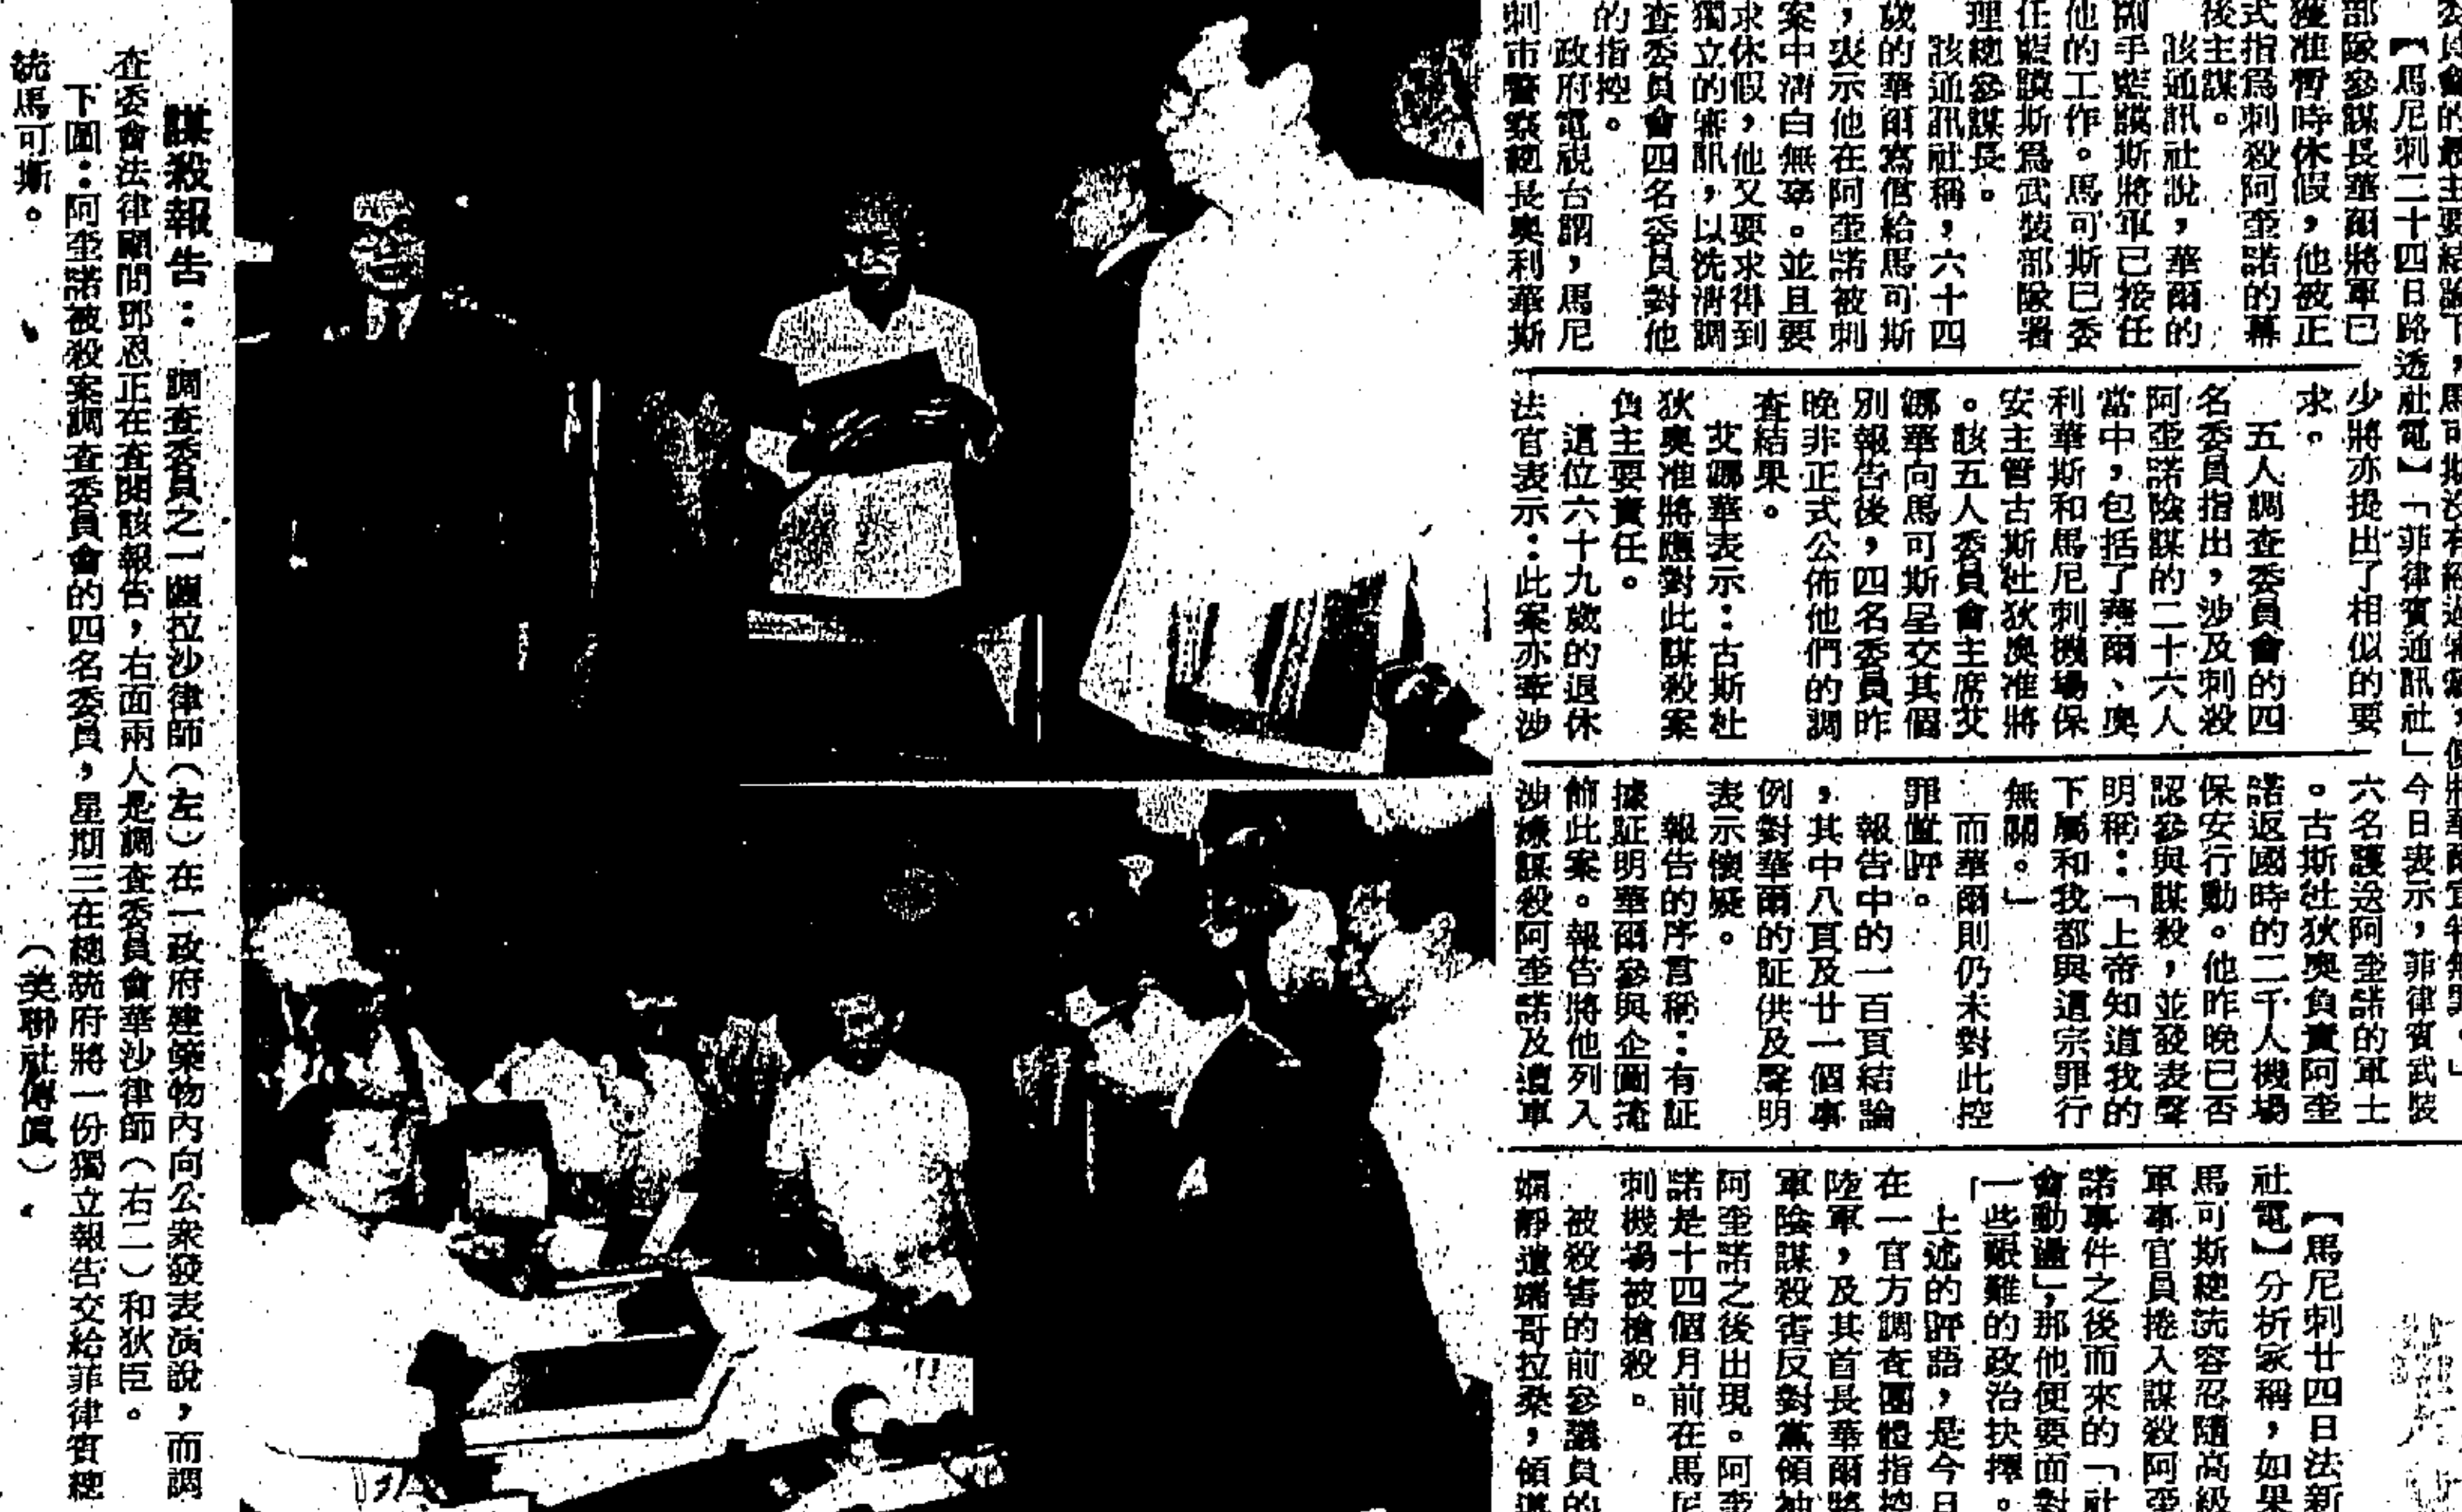 部隊參謀長華爾將軍已
獲准暫時休假，他被正
式指爲刺殺阿奎諾的幕
後主謀。
該通訊社說，華爾的
副手藍謨斯將軍已接任
他的工作。馬可斯已委
任藍謨斯爲武裝部隊署
理總參謀長。
該通訊社稱，六十四
歲的華爾寫信給馬可斯
，表示他在阿奎諾被刺
案中淸白無辜。並且要
求休假，他又要求得到
獨立的審訊，以洗淸調
查委員會四名委員對他
的指控。
政府電視台謂，馬尼
刺市警察總長奧利華斯
【馬尼刺二十四日路透社電】「菲律賓通訊社」今日表示，菲律賓武裝
少將亦提出了相似的要
求。
五人調查委員會的四
名委員指出，涉及刺殺
阿奎諾陰謀的二十六人
當中，包括了華爾、奧
利華斯和馬尼刺機場保
安主管古斯杜狄奧准將
。該五人委員會主席艾
娜華向馬可斯呈交其個
別報告後，四名委員昨
晚非正式公佈他們的調
查結果。
艾娜華表示：古斯杜
狄奧准將應對此謀殺案
負主要責任。
這位六十九歲的退休
法官表示：此案亦牽涉
六名護送阿奎諾的軍士
。古斯杜狄奧負責阿奎
諾返國時的二千人機場
保安行動。他昨晚已否
認參與謀殺，並發表聲
明稱：「上帝知道我的
下屬和我都與這宗罪行
無關。」
而華爾則仍未對此控
罪置評。
報告中的一百頁結論
，其中八頁及廿一個事
例對華爾的証供及聲明
表示懷疑。
報告的序言稱：有証
據証明華爾參與企圖掩
飾此案。報告將他列入
涉嫌謀殺阿奎諾及遺軍
【馬尼刺廿四日法新
社電】分析家稱，如果
馬可斯總統容忍隨高級
軍事官員捲入謀殺阿奎
諾事件之後而來的「社
會動盪」，那他便要面對
一些艱難的政治抉擇。
上述的評語，是今日
在一官方調查團體指控
陸軍，及其首長華爾將
軍陰謀殺害反對黨領袖
阿奎諾之後出現。阿奎
諾是十四個月前在馬尼
刺機場被槍殺。
被殺害的前參議員的
嫻靜遺孀哥拉桑，領導
謀殺報告：調查委員之一薩拉沙律師（左）在一政府建築物內向公衆發表演說，而調
查委員會法律顧問鄧忍正在查閱該報告，右面兩人是調查委員會華沙律師（右二）和狄臣。
下圖：阿奎諾被殺案調查委員會的四名委員，星期三在總統府將一份獨立報告交給菲律賓總
統馬可斯。
（美聯社傳眞）